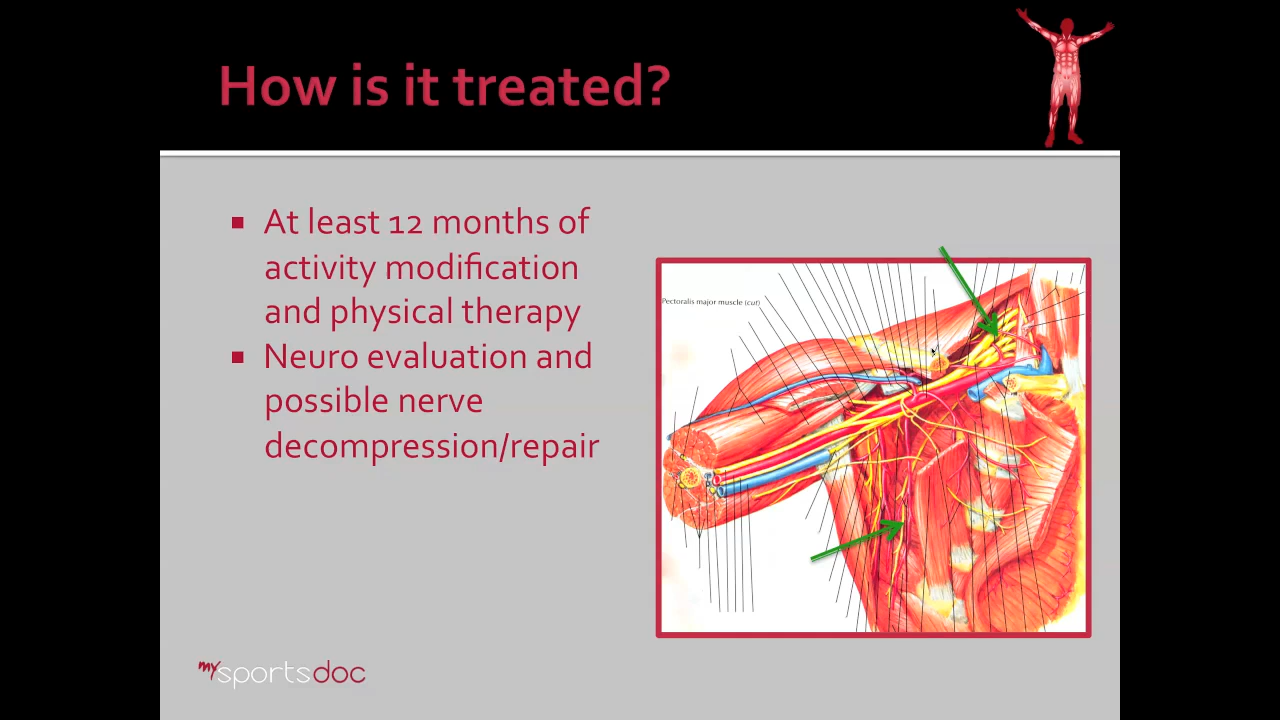 How is it treated?
▪ At least 12 months of
activity modification
and physical therapy
▪ Neuro evaluation and
possible nerve
decompression/repair
Pectoralis major muscle (cut)
mysportsdoc